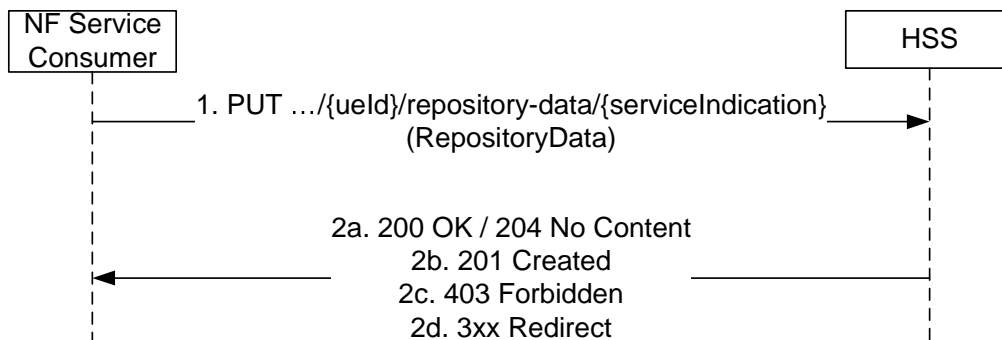 NF Service
Consumer
HSS
1. PUT …/{ueId}/repository-data/{serviceIndication}
(RepositoryData)
2a. 200 OK / 204 No Content
2b. 201 Created
2c. 403 Forbidden
2d. 3xx Redirect